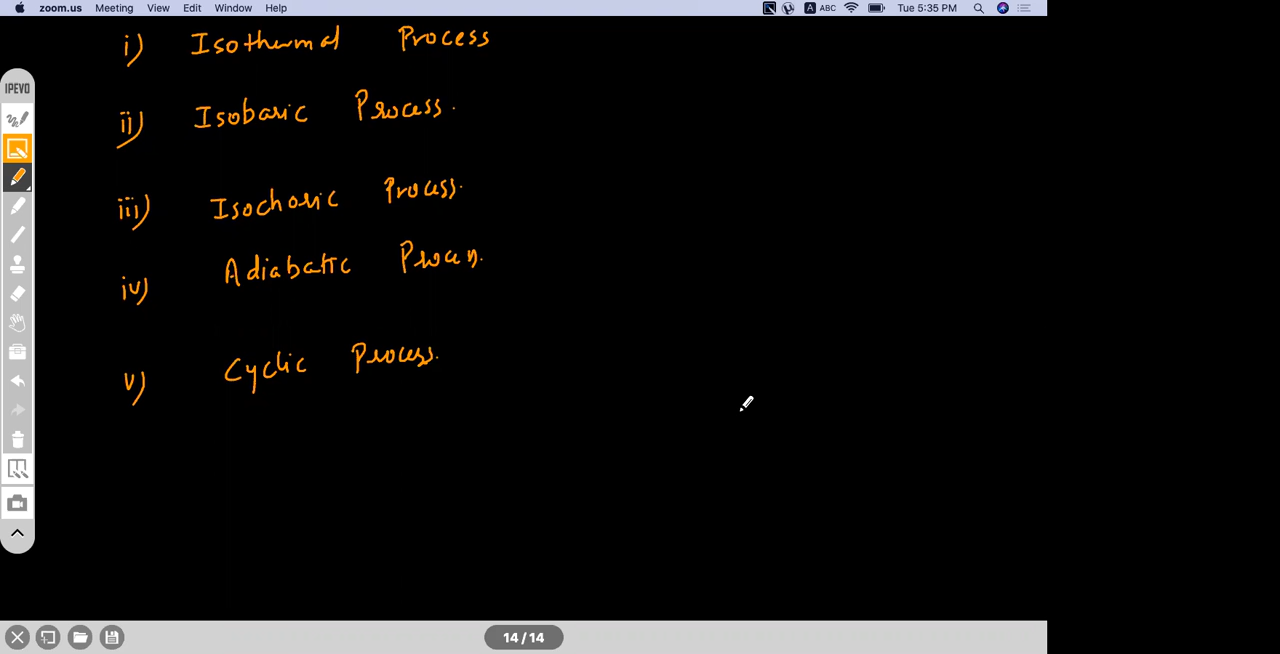 zoom.us Meeting View Edit Window Help A ABC Tue 5:35 PM
IPEVO
i) Isothermal Process
ii) Isobaric Process.
iii) Isochoric Process.
iv) Adiabatic Process.
v) Cyclic Process.
14 / 14